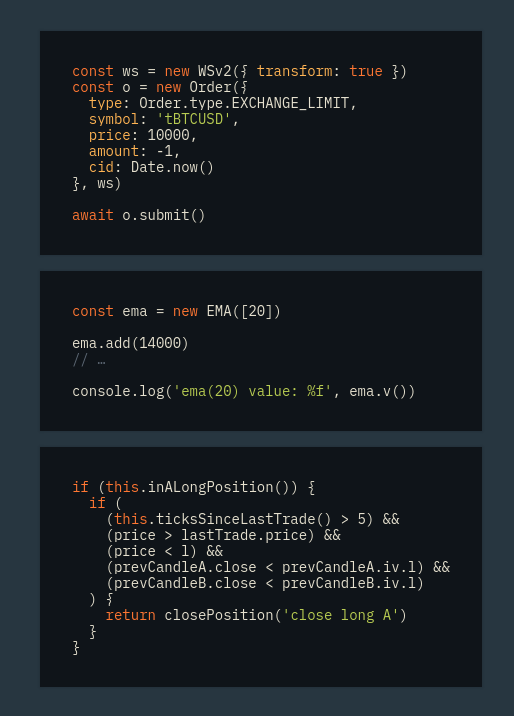 const ws = new WSv2({ transform: true })
const o = new Order({
  type: Order.type.EXCHANGE_LIMIT,
  symbol: 'tBTCUSD',
  price: 10000,
  amount: -1,
  cid: Date.now()
}, ws)

await o.submit()

const ema = new EMA([20])

ema.add(14000)
// …

console.log('ema(20) value: %f', ema.v())

if (this.inALongPosition()) {
  if (
    (this.ticksSinceLastTrade() > 5) &&
    (price > lastTrade.price) &&
    (price < l) &&
    (prevCandleA.close < prevCandleA.iv.l) &&
    (prevCandleB.close < prevCandleB.iv.l)
  ) {
    return closePosition('close long A')
  }
}